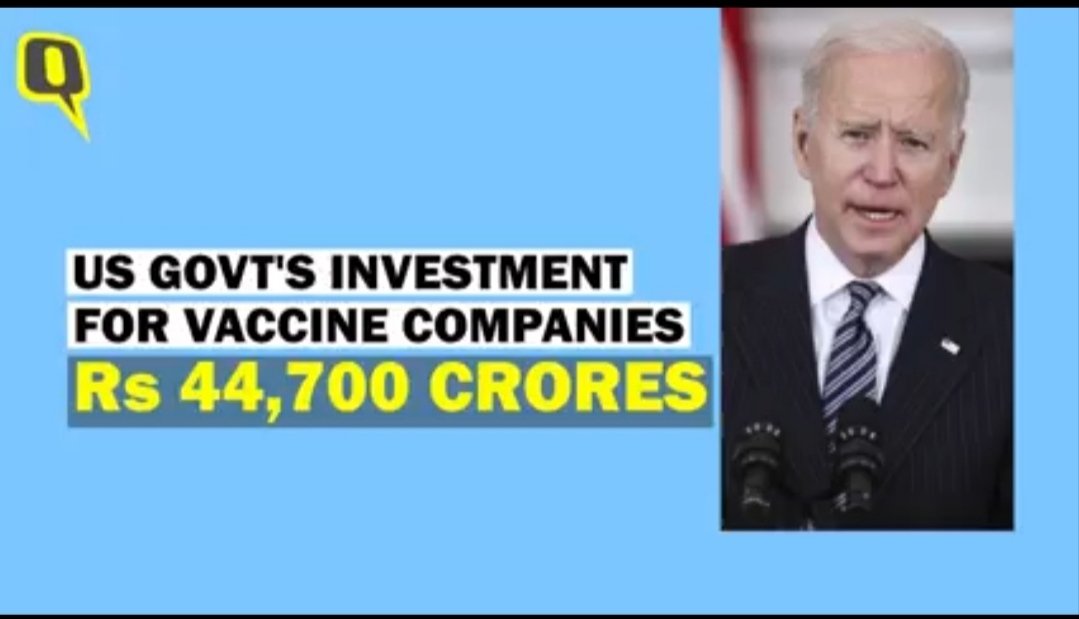 Q
US GOVT'S INVESTMENT
FOR VACCINE COMPANIES
Rs 44,700 CRORES